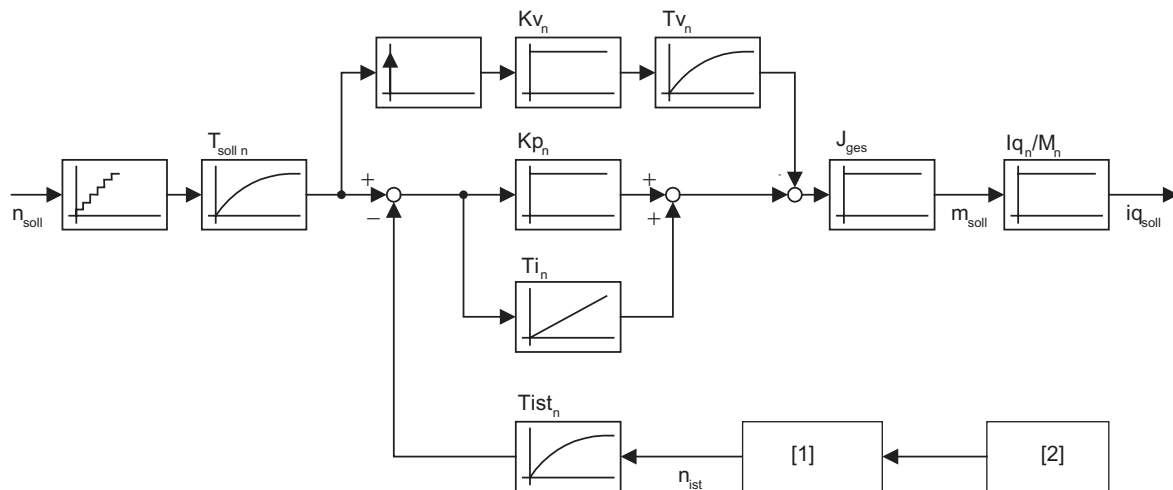 Kv_n
Tv_n
T_soll n
Kp_n
J_ges
Iq_n/M_n
+
+
n_soll
−
+
m_soll
iq_soll
Ti_n
Tist_n
[1]
[2]
n_ist